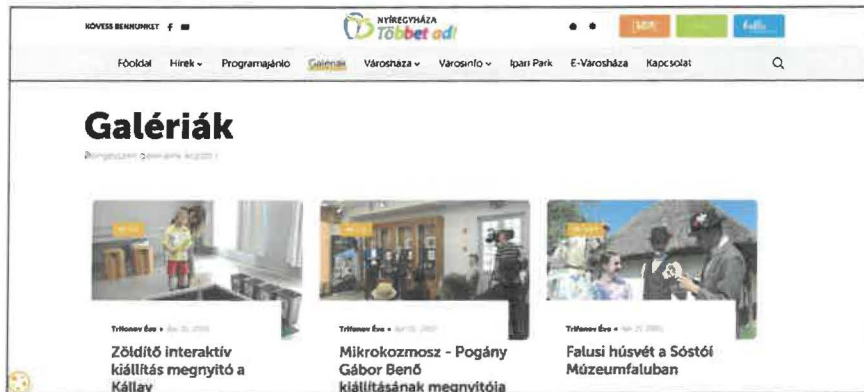 KÖVESS BENNÜNKET
NYÍREGYHÁZA
Többet ad!
Főoldal Hírek Programajánló Galériák Városháza Városinfó Ipari Park E-Városháza Kapcsolat
Galériák
Trifonov Éva
Zöldítő interaktív
kiállítás megnyitó a
Kállay
Trifonov Éva
Mikrokozmosz - Pogány
Gábor Benő
kiállításának megnyitója
Trifonov Éva
Falusi húsvét a Sóstói
Múzeumfaluban